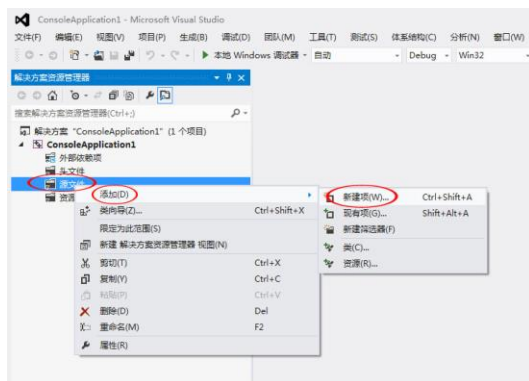 ConsoleApplication1 - Microsoft Visual Studio
文件(F) 编辑(E) 视图(V) 项目(P) 生成(B) 调试(D) 团队(M) 工具(T) 测试(S) 体系结构(C) 分析(N) 窗口(W)
本地 Windows 调试器 自动 Debug Win32
解决方案资源管理器
搜索解决方案资源管理器(Ctrl+;)
解决方案 "ConsoleApplication1" (1 个项目)
ConsoleApplication1
外部依赖项
头文件
源文件
资源
添加(D)
类向导(Z)... Ctrl+Shift+X
限定为此范围(S)
新建 解决方案资源管理器 视图(N)
剪切(T) Ctrl+X
复制(Y) Ctrl+C
粘贴(P) Ctrl+V
删除(D) Del
重命名(M) F2
属性(R)
新建项(W)... Ctrl+Shift+A
现有项(G)... Shift+Alt+A
新建筛选器(F)
类(C)...
资源(R)...